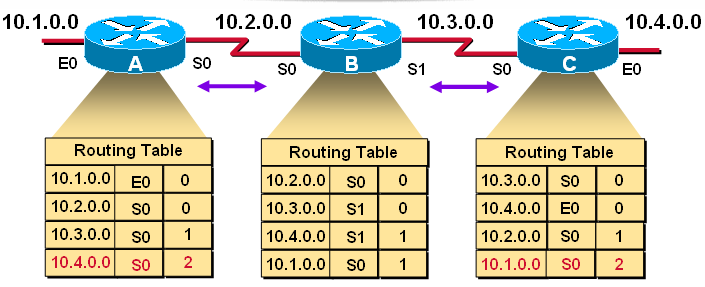 10.1.0.0 10.2.0.0 10.3.0.0 10.4.0.0
E0 A S0 S0 B S1 S0 C E0
Routing Table
10.1.0.0 E0 0
10.2.0.0 S0 0
10.3.0.0 S0 1
10.4.0.0 S0 2
Routing Table
10.2.0.0 S0 0
10.3.0.0 S1 0
10.4.0.0 S1 1
10.1.0.0 S0 1
Routing Table
10.3.0.0 S0 0
10.4.0.0 E0 0
10.2.0.0 S0 1
10.1.0.0 S0 2